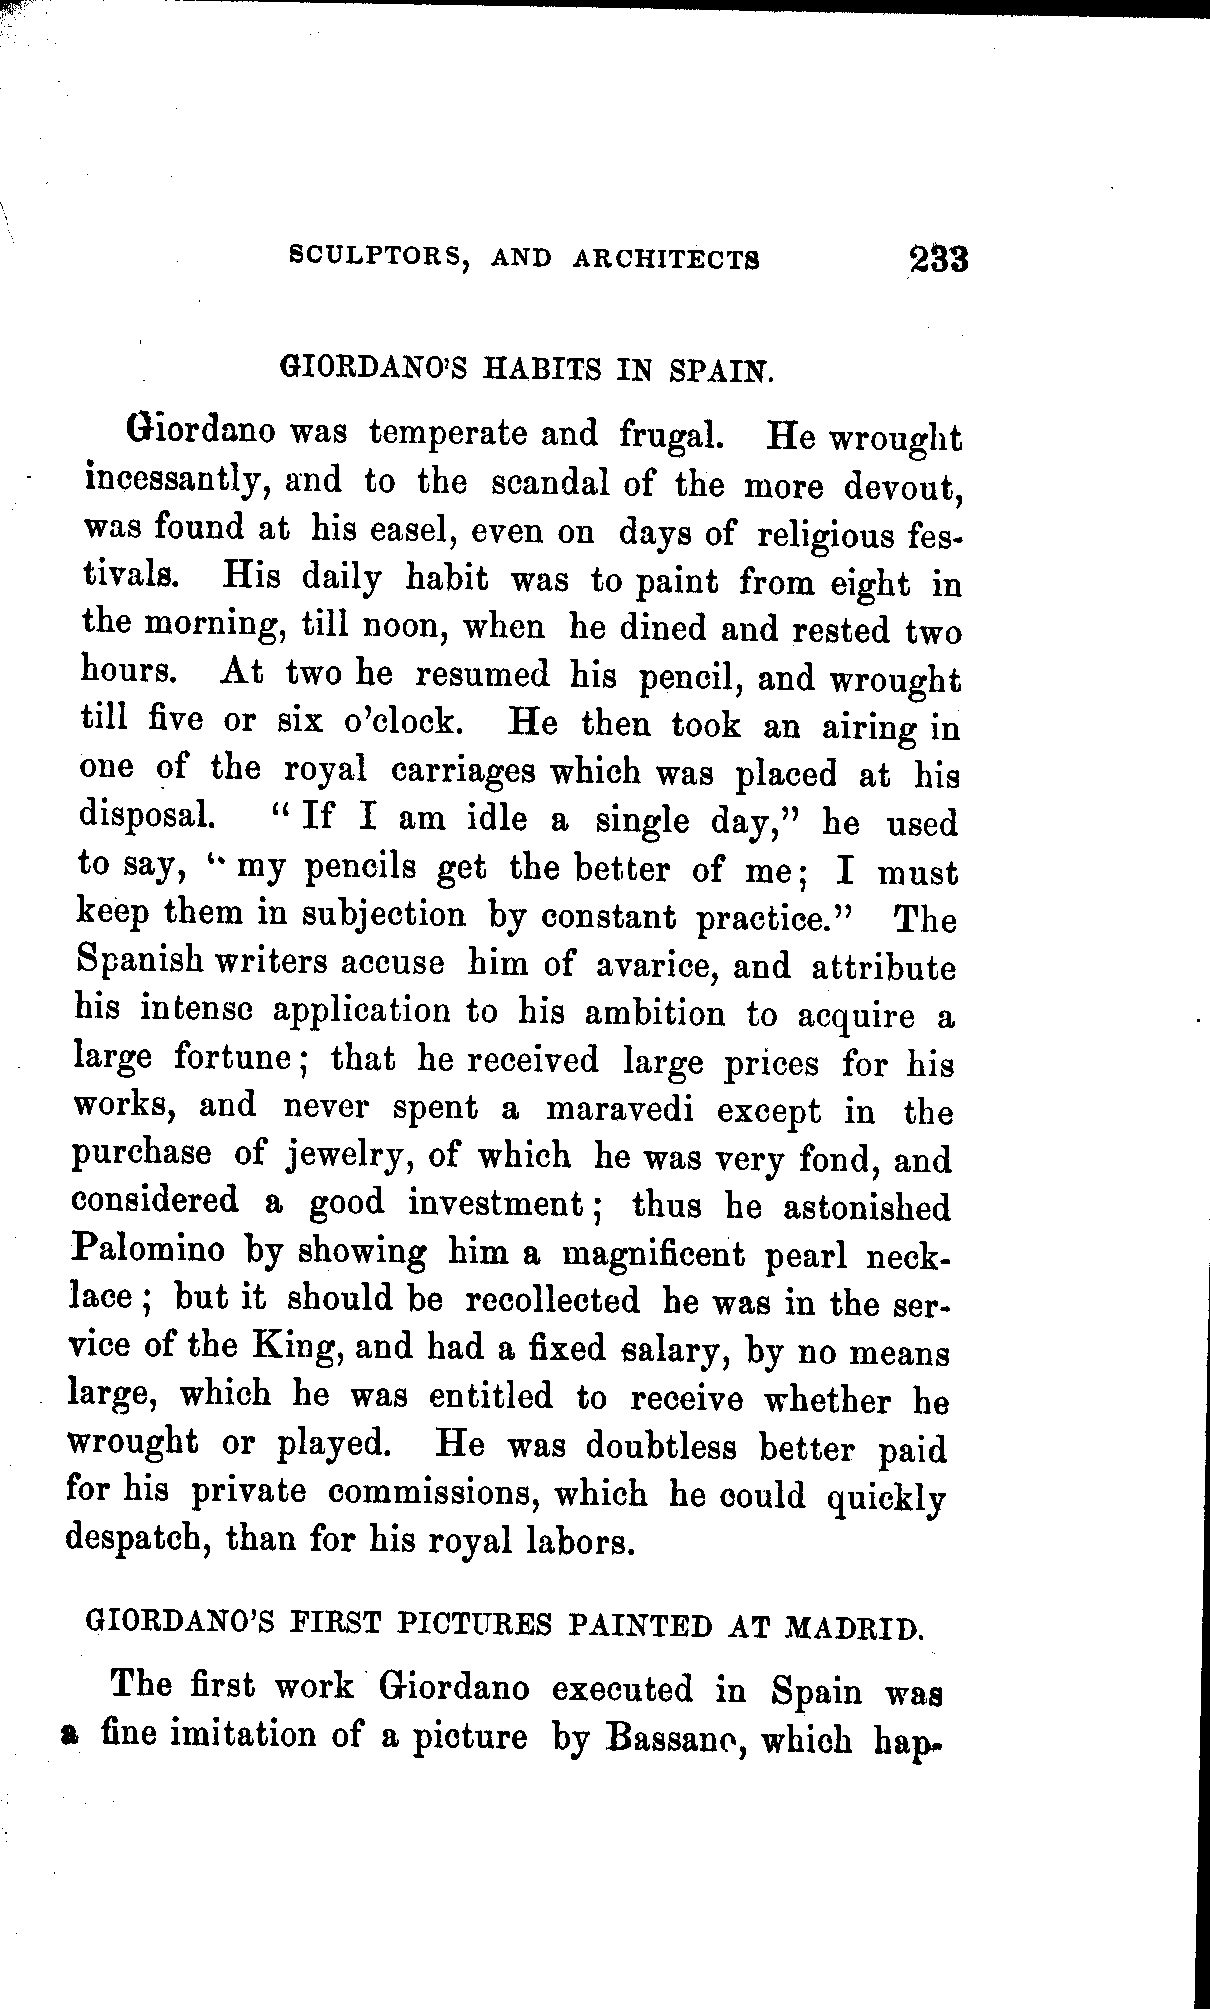 SCULPTORS, AND ARCHITECTS 233
GIORDANO'S HABITS IN SPAIN.
Giordano was temperate and frugal. He wrought
incessantly, and to the scandal of the more devout,
was found at his easel, even on days of religious fes-
tivals. His daily habit was to paint from eight in
the morning, till noon, when he dined and rested two
hours. At two he resumed his pencil, and wrought
till five or six o'clock. He then took an airing in
one of the royal carriages which was placed at his
disposal. "If I am idle a single day," he used
to say, "my pencils get the better of me; I must
keep them in subjection by constant practice." The
Spanish writers accuse him of avarice, and attribute
his intense application to his ambition to acquire a
large fortune; that he received large prices for his
works, and never spent a maravedi except in the
purchase of jewelry, of which he was very fond, and
considered a good investment; thus he astonished
Palomino by showing him a magnificent pearl neck-
lace; but it should be recollected he was in the ser-
vice of the King, and had a fixed salary, by no means
large, which he was entitled to receive whether he
wrought or played. He was doubtless better paid
for his private commissions, which he could quickly
despatch, than for his royal labors.
GIORDANO'S FIRST PICTURES PAINTED AT MADRID.
The first work Giordano executed in Spain was
a fine imitation of a picture by Bassano, which hap-